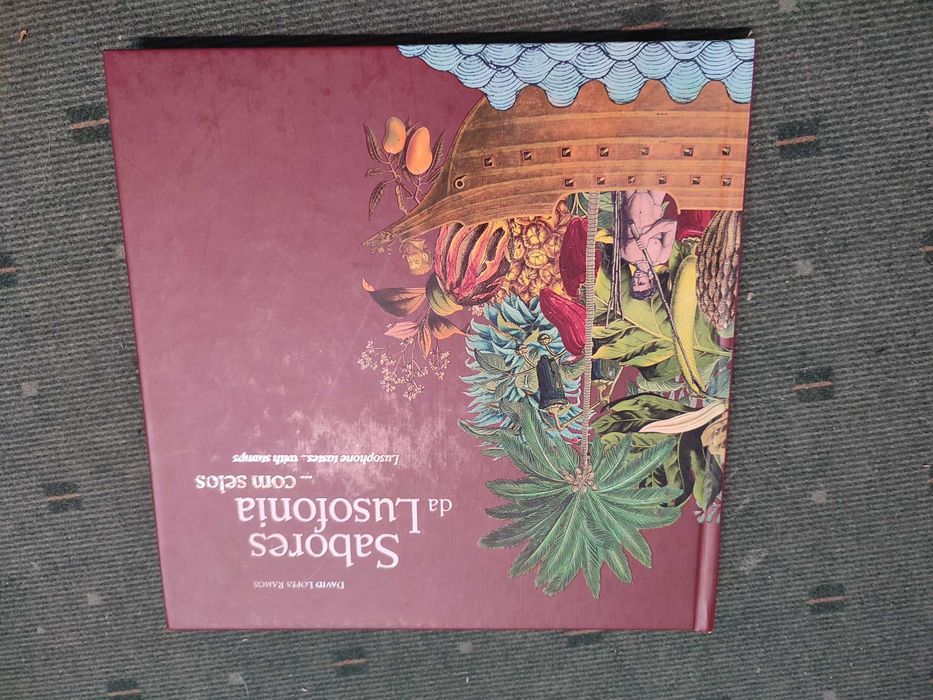 DAVID LOPES RAMOS
Sabores
da Lusofonia
... com selos
Lusophone tastes... with stamps